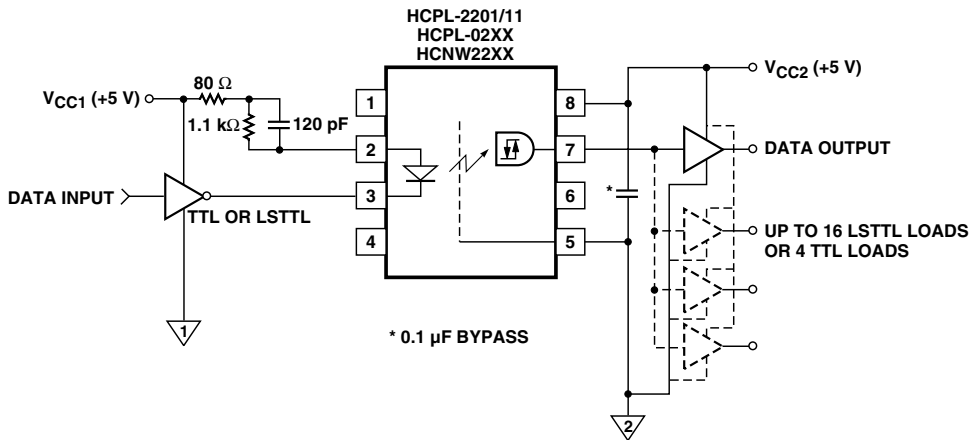 HCPL-2201/11
HCPL-02XX
HCNW22XX
VCC1 (+5 V)
80 Ω
1.1 kΩ
120 pF
1
2
3
4
8
7
6
5
VCC2 (+5 V)
DATA INPUT
TTL OR LSTTL
DATA OUTPUT
*
UP TO 16 LSTTL LOADS
OR 4 TTL LOADS
1
* 0.1 µF BYPASS
2